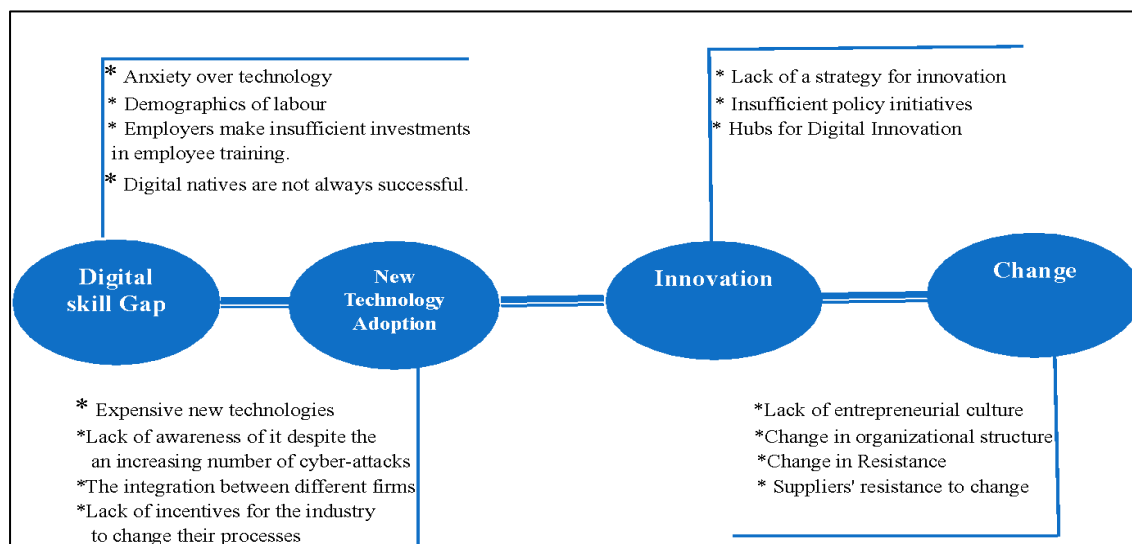 * Anxiety over technology
* Demographics of labour
* Employers make insufficient investments
in employee training.
* Digital natives are not always successful.
* Lack of a strategy for innovation
* Insufficient policy initiatives
* Hubs for Digital Innovation
Digital
skill Gap
New
Technology
Adoption
Innovation
Change
* Expensive new technologies
*Lack of awareness of it despite the
an increasing number of cyber-attacks
*The integration between different firms
*Lack of incentives for the industry
to change their processes
*Lack of entrepreneurial culture
*Change in organizational structure
*Change in Resistance
* Suppliers' resistance to change